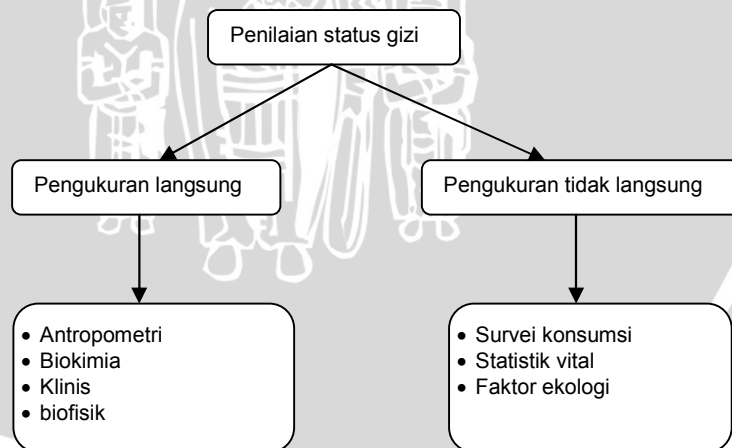 Penilaian status gizi
Pengukuran langsung
Pengukuran tidak langsung
• Antropometri
• Biokimia
• Klinis
• biofisik
• Survei konsumsi
• Statistik vital
• Faktor ekologi